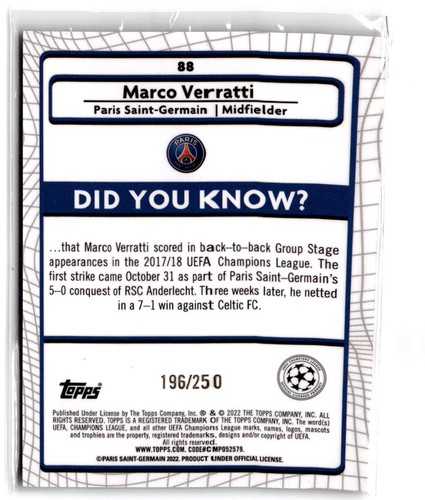 88
Marco Verratti
Paris Saint-Germain | Midfielder
PARIS
DID YOU KNOW?
...that Marco Verratti scored in back-to-back Group Stage
appearances in the 2017/18 UEFA Champions League. The
first strike came October 31 as part of Paris Saint-Germain's
5-0 conquest of RSC Anderlecht. Three weeks later, he netted
in a 7-1 win against Celtic FC.
Topps
196/250
Published Under License by The Topps Company, Inc. ® & © 2022 THE TOPPS COMPANY, INC. ALL
RIGHTS RESERVED. TOPPS IS A REGISTERED TRADEMARK OF THE TOPPS COMPANY, INC. The word(s)
UEFA, CHAMPIONS LEAGUE and all other UEFA Champions League marks, names, logos, mascots
and trophies are the property, registered trademarks, designs and/or copyright of UEFA.
All rights reserved.
WWW.TOPPS.COM. CODE#CMP052579.
©PARIS SAINT-GERMAIN 2022. PRODUCT UNDER OFFICIAL LICENSE.